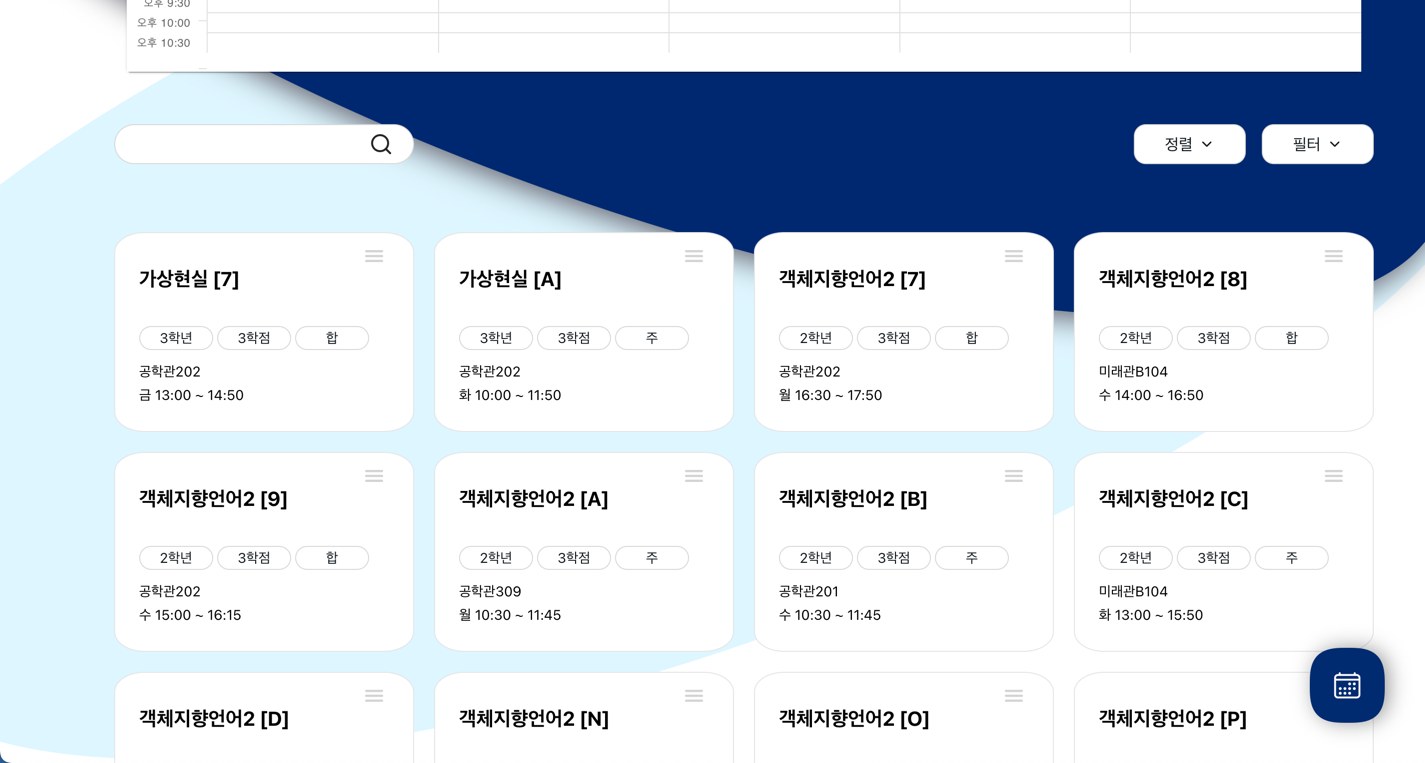 오후 9:30
오후 10:00
오후 10:30
정렬
필터
가상현실 [7]
3학년 3학점 합
공학관202
금 13:00 ~ 14:50
가상현실 [A]
3학년 3학점 주
공학관202
화 10:00 ~ 11:50
객체지향언어2 [7]
2학년 3학점 합
공학관202
월 16:30 ~ 17:50
객체지향언어2 [8]
2학년 3학점 합
미래관B104
수 14:00 ~ 16:50
객체지향언어2 [9]
2학년 3학점 합
공학관202
수 15:00 ~ 16:15
객체지향언어2 [A]
2학년 3학점 주
공학관309
월 10:30 ~ 11:45
객체지향언어2 [B]
2학년 3학점 주
공학관201
수 10:30 ~ 11:45
객체지향언어2 [C]
2학년 3학점 주
미래관B104
화 13:00 ~ 15:50
객체지향언어2 [D]
객체지향언어2 [N]
객체지향언어2 [O]
객체지향언어2 [P]